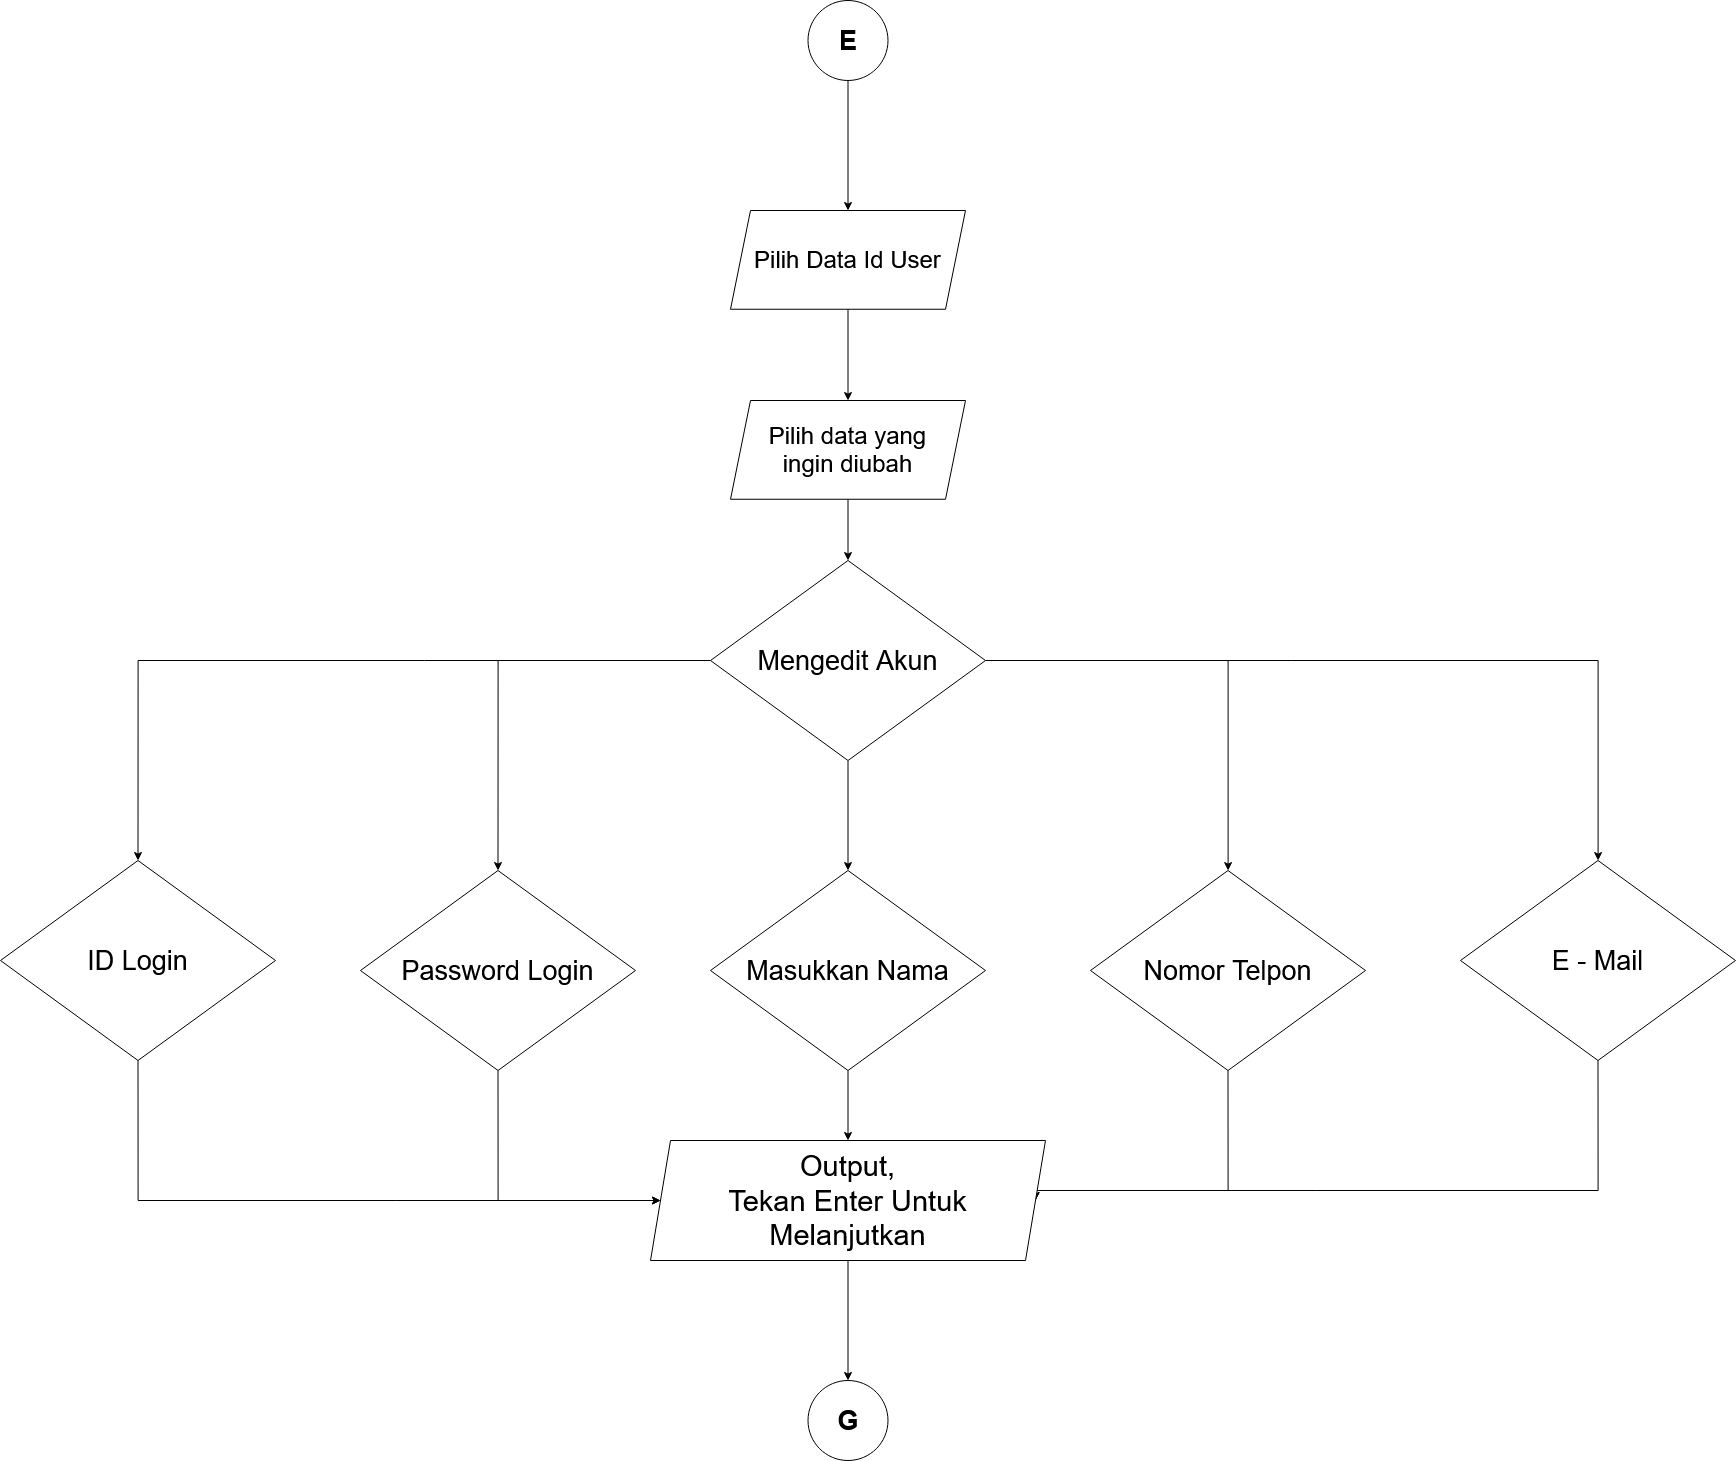 E
Pilih Data Id User
Pilih data yang
ingin diubah
Mengedit Akun
ID Login
Password Login
Masukkan Nama
Nomor Telpon
E - Mail
Output,
Tekan Enter Untuk
Melanjutkan
G